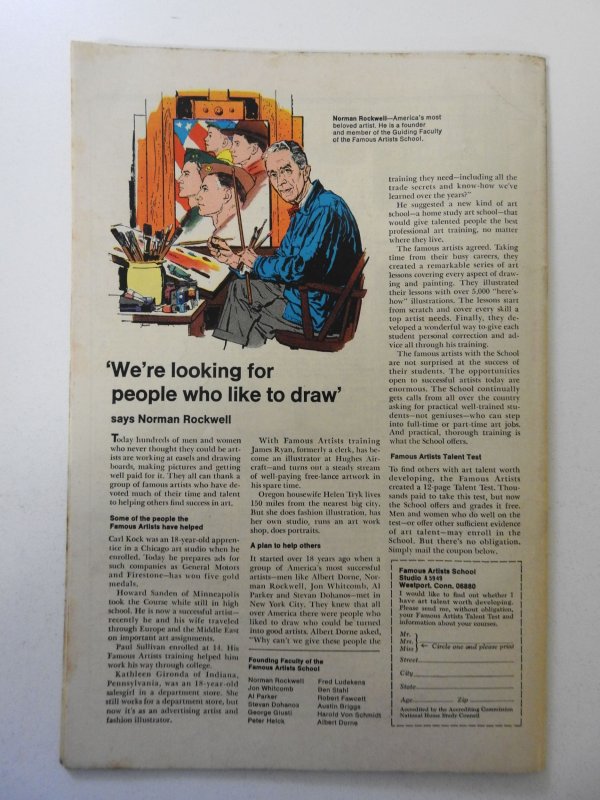 Norman Rockwell—America's most
beloved artist. He is a founder
and member of the Guiding Faculty
of the Famous Artists School.
'We're looking for
people who like to draw'
says Norman Rockwell
Today hundreds of men and women
who never thought they could be art-
ists are working at easels and drawing
boards, making pictures and getting
well paid for it. They all can thank a
group of famous artists who have de-
voted much of their time and talent
to helping others find success in art.
Some of the people the
Famous Artists have helped
Carl Kock was an 18-year-old appren-
tice in a Chicago art studio when he
enrolled. Today he prepares ads for
such companies as General Motors
and Firestone—has won five gold
medals.
Howard Sanden of Minneapolis
took the Course while still in high
school. He is now a successful artist—
recently he and his wife traveled
through Europe and the Middle East
on important art assignments.
Paul Sullivan enrolled at 14. His
Famous Artists training helped him
work his way through college.
Kathleen Gironda of Indiana,
Pennsylvania, was an 18-year-old
salesgirl in a department store. She
still works for a department store, but
now it's as an advertising artist and
fashion illustrator.
With Famous Artists training
James Ryan, formerly a clerk, has be-
come an illustrator at Hughes Air-
craft—and turns out a steady stream
of well-paying free-lance artwork in
his spare time.
Oregon housewife Helen Tryk lives
150 miles from the nearest big city.
But she does fashion illustration, has
her own studio, runs an art work
shop, does portraits.
A plan to help others
It started over 18 years ago when a
group of America's most successful
artists—men like Albert Dorne, Nor-
man Rockwell, Jon Whitcomb, Al
Parker and Stevan Dohanos—met in
New York City. They knew that all
over America there were people who
liked to draw who could be turned
into good artists. Albert Dorne asked,
"Why can't we give these people the
Founding Faculty of the
Famous Artists School
Norman Rockwell
Jon Whitcomb
Al Parker
Stevan Dohanos
George Giusti
Peter Helck
Fred Ludekens
Ben Stahl
Robert Fawcett
Austin Briggs
Harold Von Schmidt
Albert Dorne
training they need—including all the
trade secrets and know-how we've
learned over the years?"
He suggested a new kind of art
school—a home study art school—that
would give talented people the best
professional art training, no matter
where they live.
The famous artists agreed. Taking
time from their busy careers, they
created a remarkable series of art
lessons covering every aspect of draw-
ing and painting. They illustrated
their lessons with over 5,000 "here's-
how" illustrations. The lessons start
from scratch and cover every skill a
top artist needs. Finally, they de-
veloped a wonderful way to give each
student personal correction and ad-
vice all through his training.
The famous artists with the School
are not surprised at the success of
their students. The opportunities
open to successful artists today are
enormous. The School continually
gets calls from all over the country
asking for practical well-trained stu-
dents—not geniuses—who can step
into full-time or part-time art jobs.
And practical, thorough training is
what the School offers.
Famous Artists Talent Test
To find others with art talent worth
developing, the Famous Artists
created a 12-page Talent Test. Thou-
sands paid to take this test, but now
the School offers and grades it free.
Men and women who do well on the
test—or offer other sufficient evidence
of art talent—may enroll in the
School. But there's no obligation.
Simply mail the coupon below.
Famous Artists School
Studio A 5949
Westport, Conn. 06880
I would like to find out whether I
have art talent worth developing.
Please send me, without obligation,
your Famous Artists Talent Test and
information about your courses.
Mr.
Mrs.
Miss
← Circle one and please print
Street
City
State
Age Zip
Accredited by the Accrediting Commission
National Home Study Council